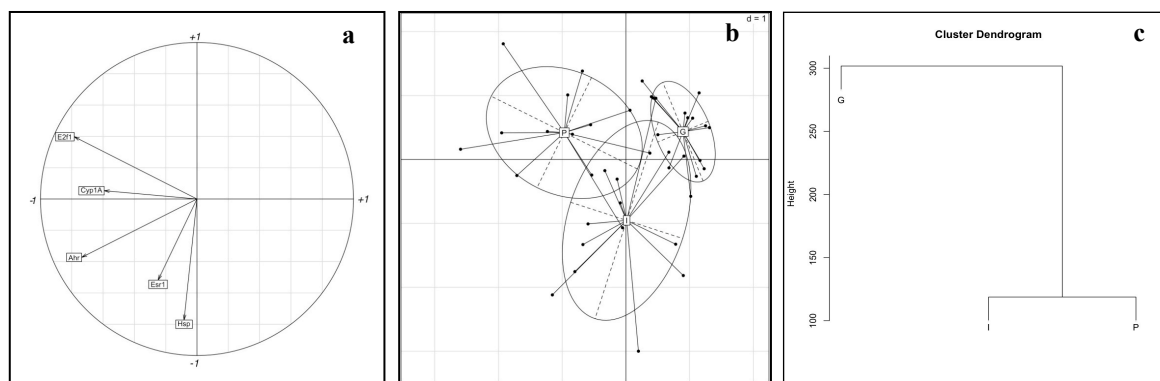 a
+1
E2f1
Cyp1A
-1
+1
Ahr
Esr1
Hsp
-1
b
d = 1
P
G
I
c
Cluster Dendrogram
Height
300
250
200
150
100
G
I
P